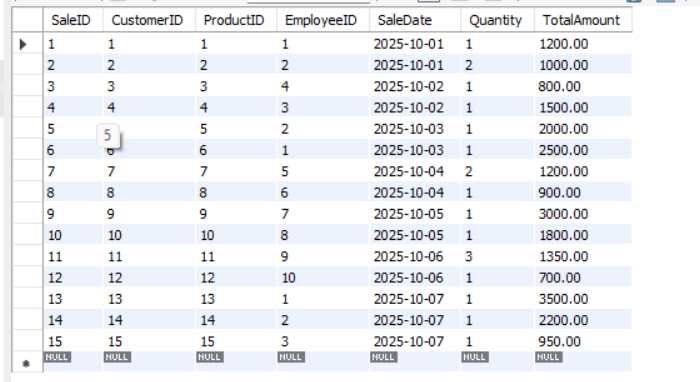 SaleID CustomerID ProductID EmployeeID SaleDate Quantity TotalAmount
1 1 1 1 2025-10-01 1 1200.00
2 2 2 2 2025-10-01 2 1000.00
3 3 3 4 2025-10-02 1 800.00
4 4 4 3 2025-10-02 1 1500.00
5 5 5 2 2025-10-03 1 2000.00
6 6 6 1 2025-10-03 1 2500.00
7 7 7 5 2025-10-04 2 1200.00
8 8 8 6 2025-10-04 1 900.00
9 9 9 7 2025-10-05 1 3000.00
10 10 10 8 2025-10-05 1 1800.00
11 11 11 9 2025-10-06 3 1350.00
12 12 12 10 2025-10-06 1 700.00
13 13 13 1 2025-10-07 1 3500.00
14 14 14 2 2025-10-07 1 2200.00
15 15 15 3 2025-10-07 1 950.00
NULL NULL NULL NULL NULL NULL NULL